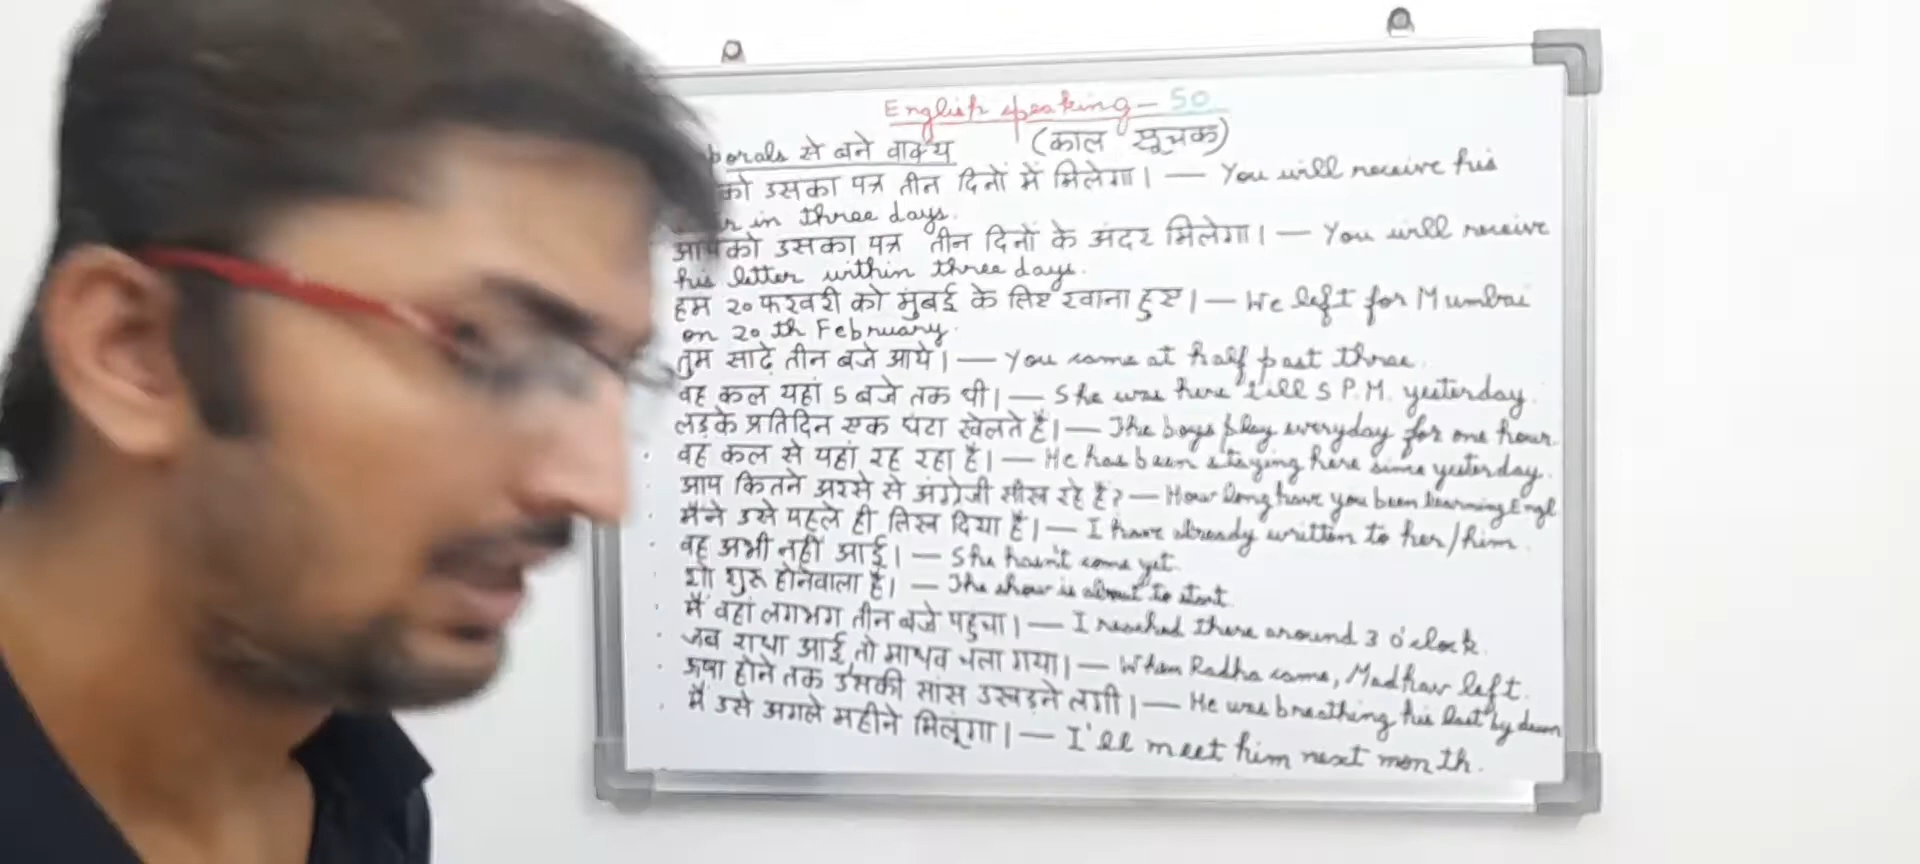 English speaking - 50
से बने वाक्य (काल सूचक)
को उसका पत्र तीन दिनों में मिलेगा। — You will receive his
in three days.
आपको उसका पत्र तीन दिनों के अंदर मिलेगा। — You will receive
his letter within three days.
हम 20 फरवरी को मुंबई के लिए रवाना हुए। — We left for Mumbai
on 20th February.
तुम साढ़े तीन बजे आये। — You came at half past three.
वह कल यहां 5 बजे तक थी। — She was here till 5 P.M. yesterday.
लड़के प्रतिदिन एक घंटा खेलते हैं। — The boys play everyday for one hour.
वह कल से यहां रह रहा है। — He has been staying here since yesterday.
आप कितने अरसे से अंग्रेजी सीख रहे हैं? — How long have you been learning Engl
मैंने उसे पहले ही लिख दिया है। — I have already written to her/him.
वह अभी नहीं आई। — She hasn't come yet.
शो शुरू होनेवाला है। — The show is about to start.
मैं वहां लगभग तीन बजे पहुचा। — I reached there around 3 o'clock.
जब राधा आई, तो माधव चला गया। — When Radha came, Madhav left.
ऊषा होने तक उसकी सांस उखड़ने लगी। — He was breathing his last by dawn
मैं उसे अगले महीने मिलूंगा। — I'll meet him next month.